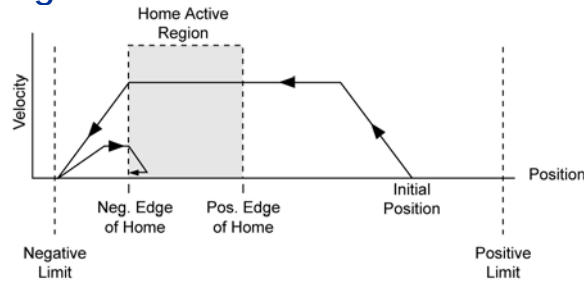 Home Active
Region
Velocity
Position
Initial
Position
Neg. Edge
of Home
Pos. Edge
of Home
Negative
Limit
Positive
Limit